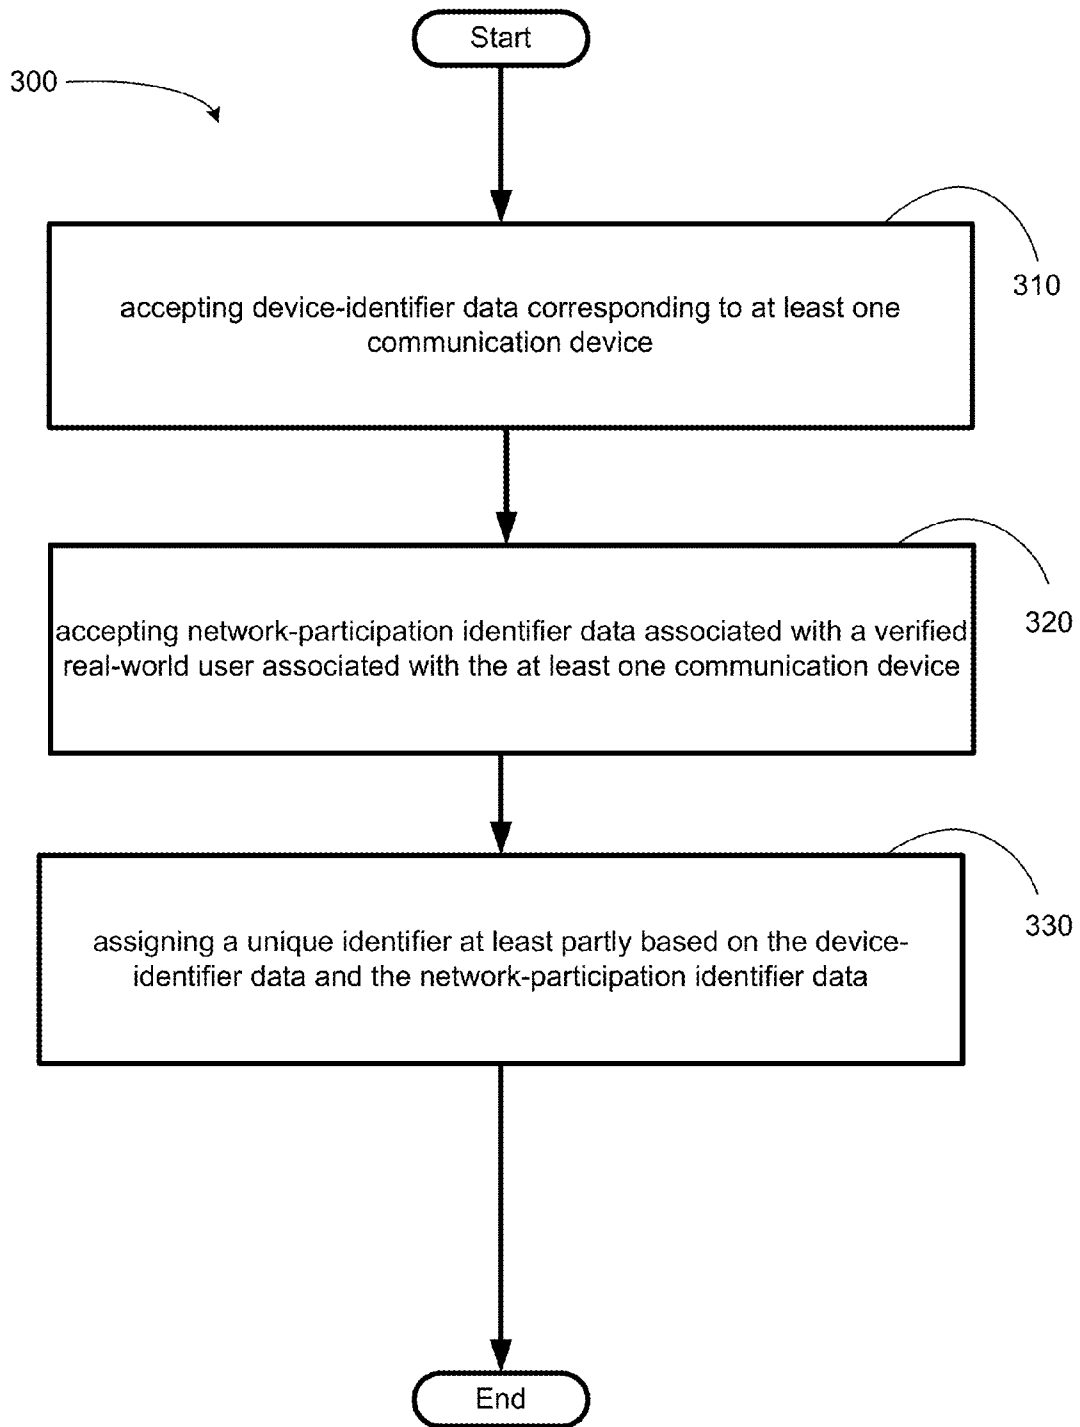 Start
300
310
accepting device-identifier data corresponding to at least one
communication device
320
accepting network-participation identifier data associated with a verified
real-world user associated with the at least one communication device
330
assigning a unique identifier at least partly based on the device-
identifier data and the network-participation identifier data
End